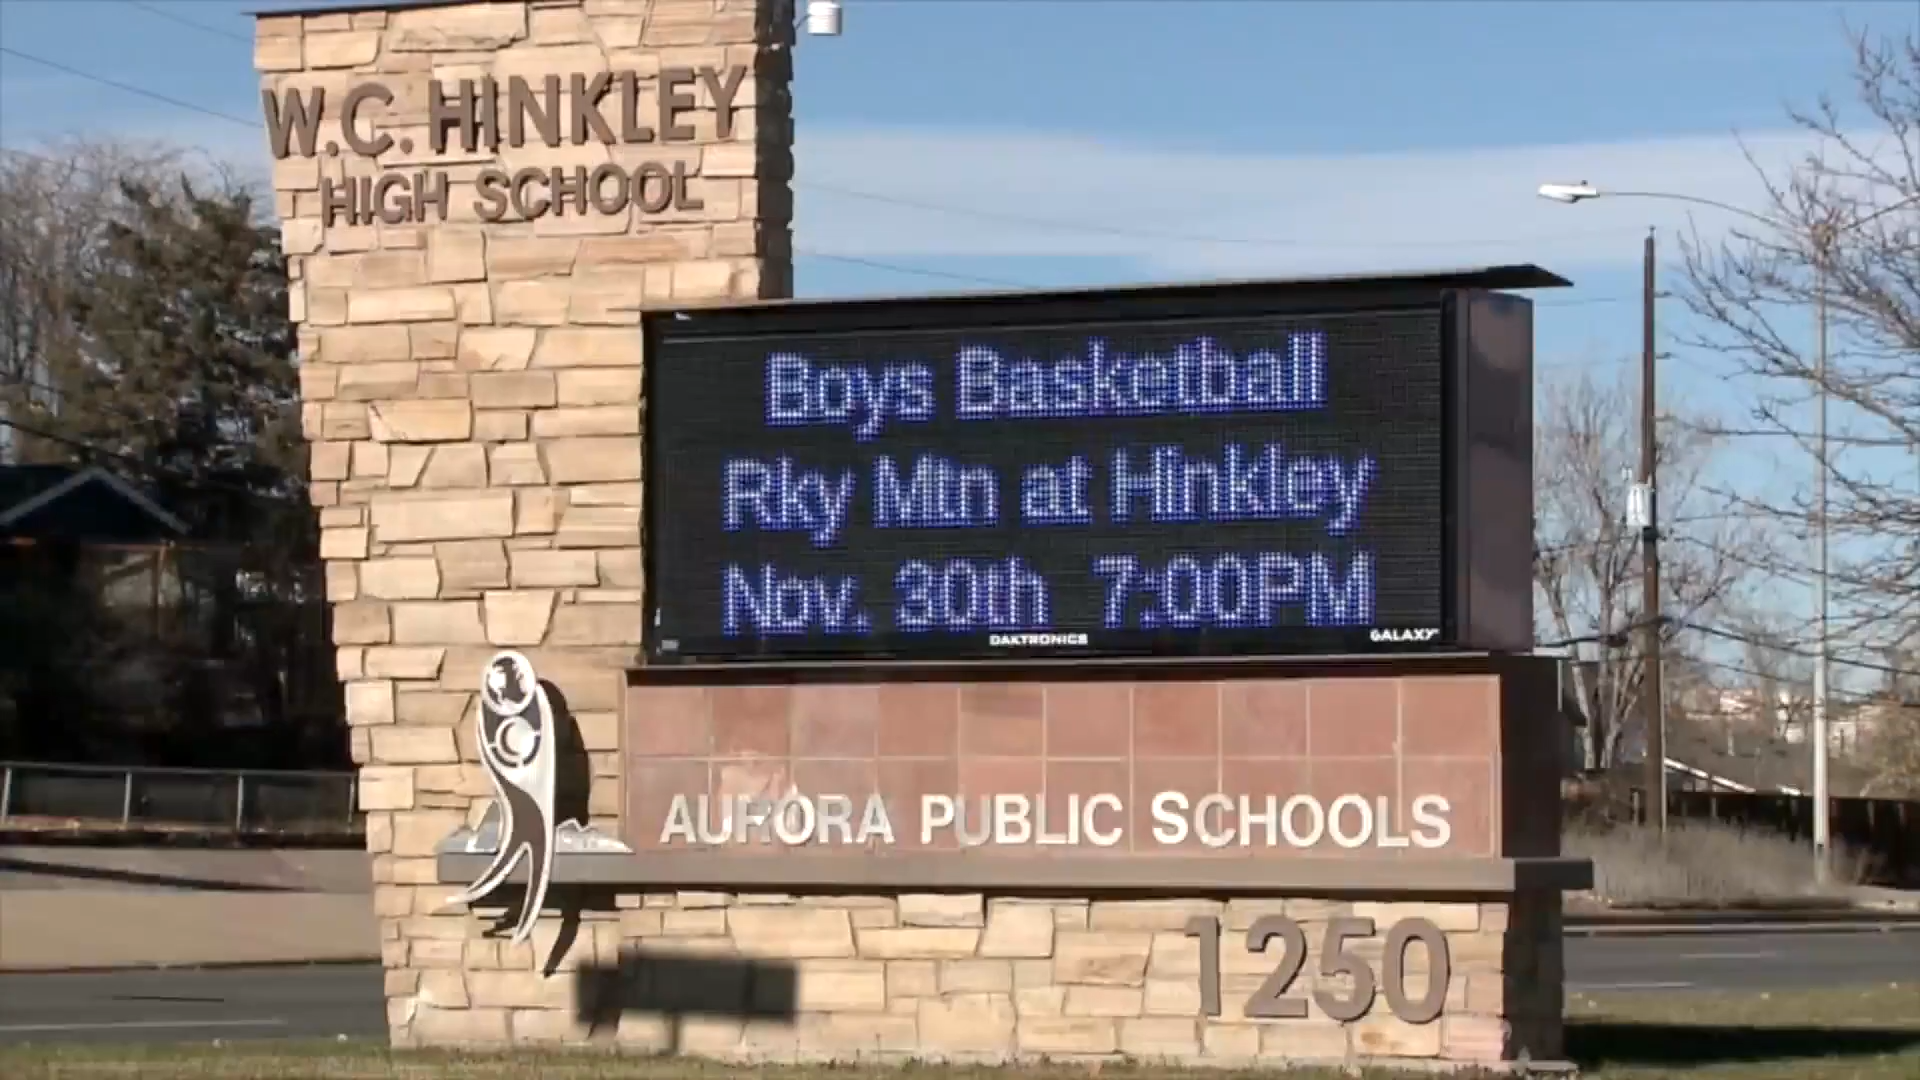 W.C. HINKLEY
HIGH SCHOOL
Boys Basketball
Rky Mtn at Hinkley
Nov. 30th 7:00PM
DAKTRONICS
GALAXY
AURORA PUBLIC SCHOOLS
1250